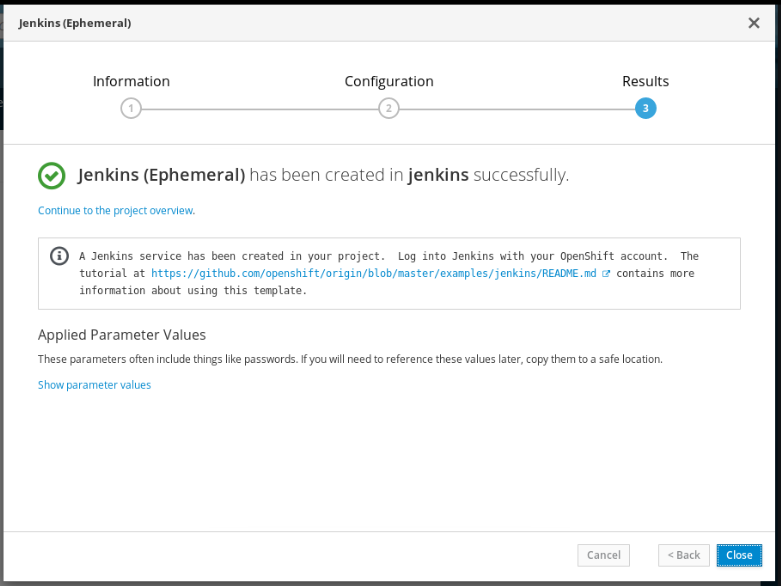 Jenkins (Ephemeral)
Information
Configuration
Results
1
2
3
Jenkins (Ephemeral) has been created in jenkins successfully.
Continue to the project overview.
A Jenkins service has been created in your project.  Log into Jenkins with your OpenShift account.  The
tutorial at https://github.com/openshift/origin/blob/master/examples/jenkins/README.md contains more
information about using this template.
Applied Parameter Values
These parameters often include things like passwords. If you will need to reference these values later, copy them to a safe location.
Show parameter values
Cancel
< Back
Close